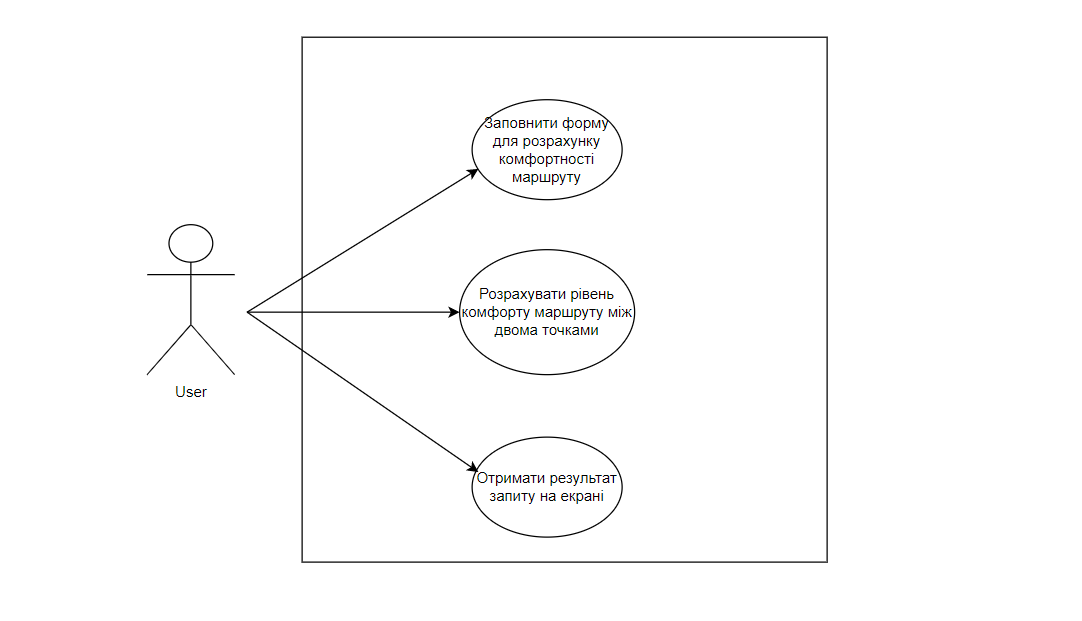 Заповнити форму
для розрахунку
комфортності
маршруту
Розрахувати рівень
комфорту маршруту між
двома точками
User
Отримати результат
запиту на екрані